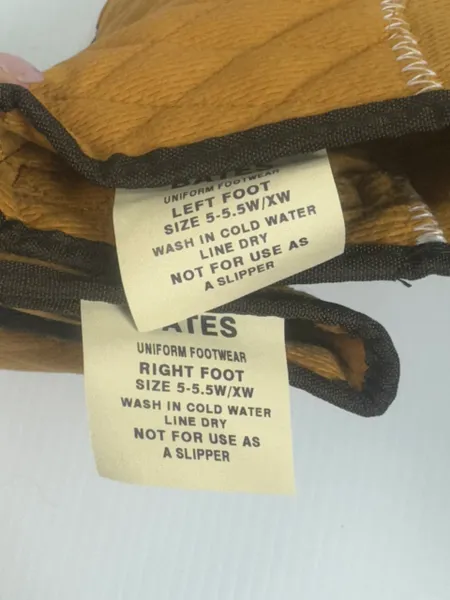 BATES
UNIFORM FOOTWEAR
LEFT FOOT
SIZE 5-5.5W/XW
WASH IN COLD WATER
LINE DRY
NOT FOR USE AS
A SLIPPER
BATES
UNIFORM FOOTWEAR
RIGHT FOOT
SIZE 5-5.5W/XW
WASH IN COLD WATER
LINE DRY
NOT FOR USE AS
A SLIPPER